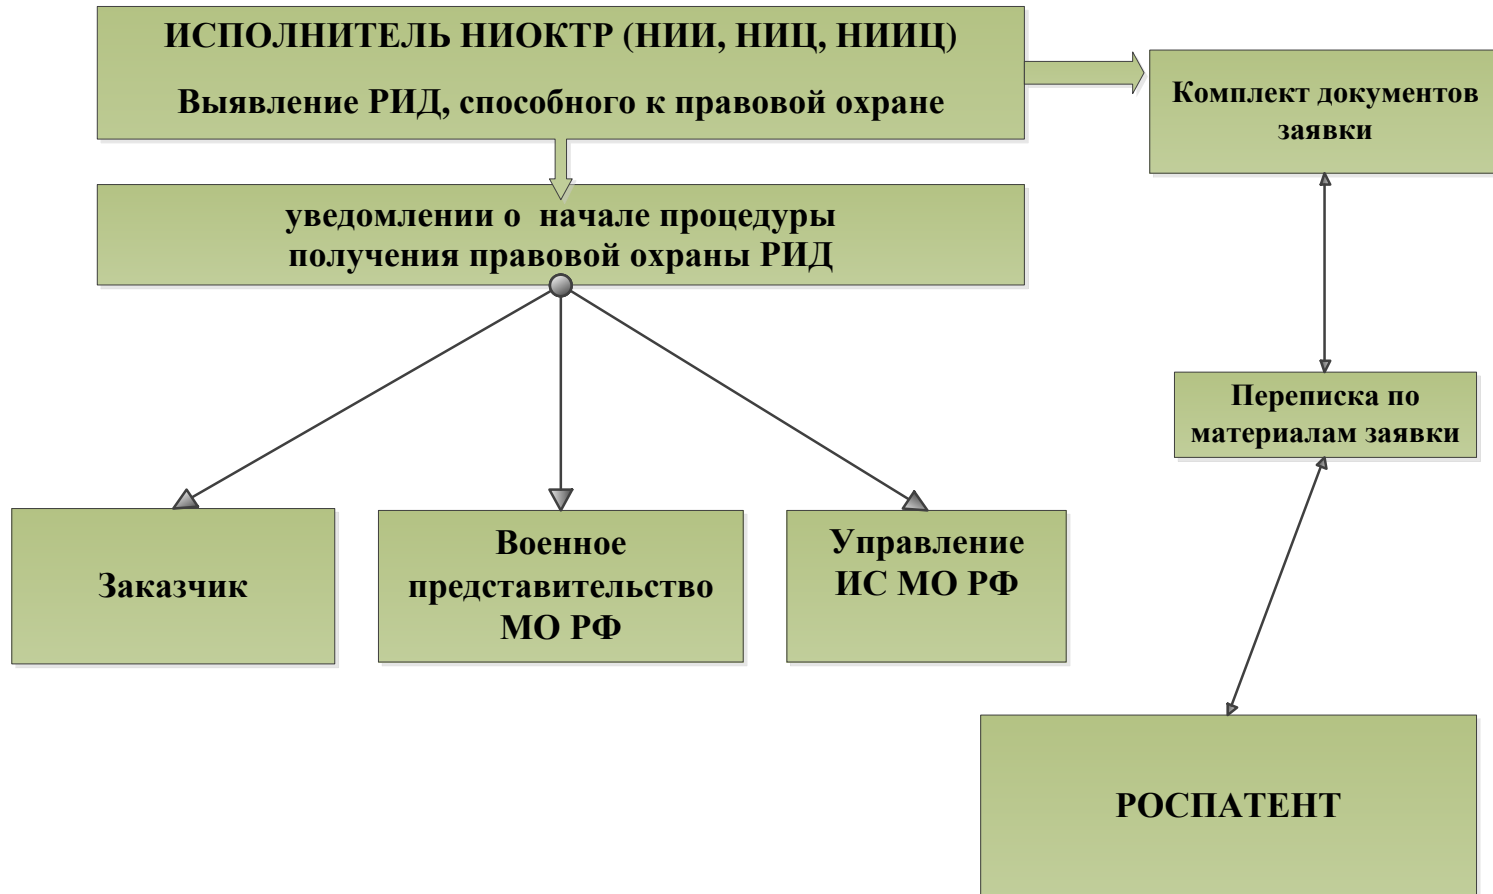 ИСПОЛНИТЕЛЬ НИОКТР (НИИ, НИЦ, НИИЦ)
Выявление РИД, способного к правовой охране
Комплект документов
заявки
уведомлении о  начале процедуры
получения правовой охраны РИД
Переписка по
материалам заявки
Заказчик
Военное
представительство
МО РФ
Управление
ИС МО РФ
РОСПАТЕНТ